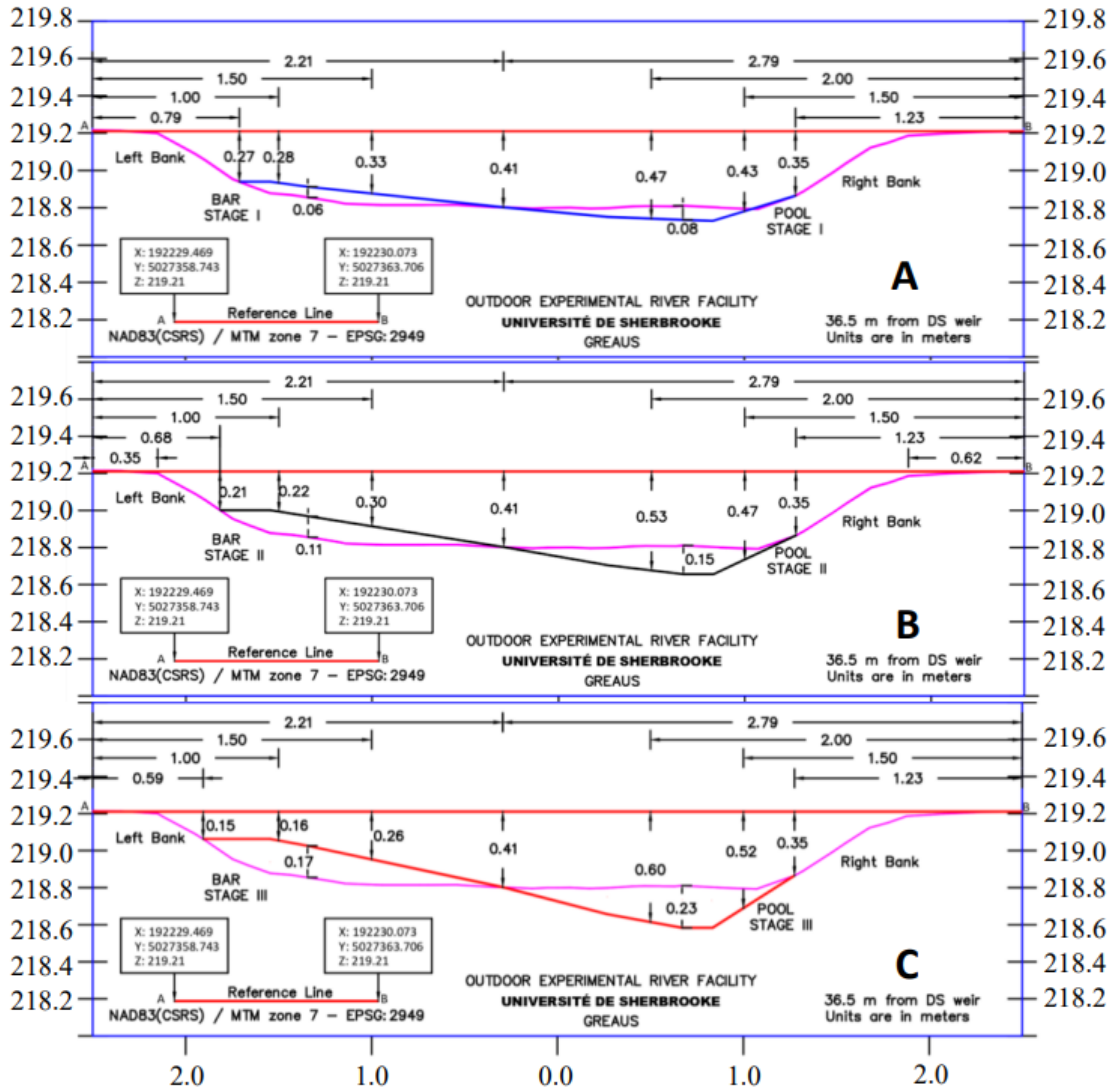 219.8 219.8
219.6 2.21 2.79 219.6
1.50 2.00
219.4 1.00 1.50 219.4
0.79 1.23
219.2 A B 219.2
Left Bank 0.27 0.28 0.33 0.41 0.47 0.43 0.35 Right Bank
219.0 219.0
218.8 BAR 0.06 POOL 218.8
STAGE I 0.08 STAGE I
218.6 218.6
X: 192229.469 X: 192230.073
Y: 5027358.743 Y: 5027363.706
218.4 Z: 219.21 Z: 219.21 A 218.4
OUTDOOR EXPERIMENTAL RIVER FACILITY
218.2 A Reference Line B UNIVERSITÉ DE SHERBROOKE 36.5 m from DS weir 218.2
NAD83(CSRS) / MTM zone 7 – EPSG: 2949 GREAUS Units are in meters
2.21 2.79
219.6 1.50 2.00 219.6
1.00 1.50
219.4 0.68 1.23 219.4
0.35 0.62
219.2 A B 219.2
Left Bank 0.21 0.22 0.30 0.41 0.53 0.47 0.35 Right Bank
219.0 219.0
218.8 BAR 0.11 0.15 POOL 218.8
STAGE II STAGE II
218.6 218.6
X: 192229.469 X: 192230.073
Y: 5027358.743 Y: 5027363.706
218.4 Z: 219.21 Z: 219.21 B 218.4
OUTDOOR EXPERIMENTAL RIVER FACILITY
218.2 A Reference Line B UNIVERSITÉ DE SHERBROOKE 36.5 m from DS weir 218.2
NAD83(CSRS) / MTM zone 7 – EPSG: 2949 GREAUS Units are in meters
2.21 2.79
219.6 1.50 2.00 219.6
1.00 1.50
219.4 0.59 1.23 219.4
219.2 A B 219.2
Left Bank 0.15 0.16 0.26 0.41 0.60 0.52 0.35 Right Bank
219.0 219.0
218.8 BAR 0.17 0.23 POOL 218.8
STAGE III STAGE III
218.6 218.6
X: 192229.469 X: 192230.073
Y: 5027358.743 Y: 5027363.706
218.4 Z: 219.21 Z: 219.21 C 218.4
OUTDOOR EXPERIMENTAL RIVER FACILITY
218.2 A Reference Line B UNIVERSITÉ DE SHERBROOKE 36.5 m from DS weir 218.2
NAD83(CSRS) / MTM zone 7 – EPSG: 2949 GREAUS Units are in meters
2.0 1.0 0.0 1.0 2.0